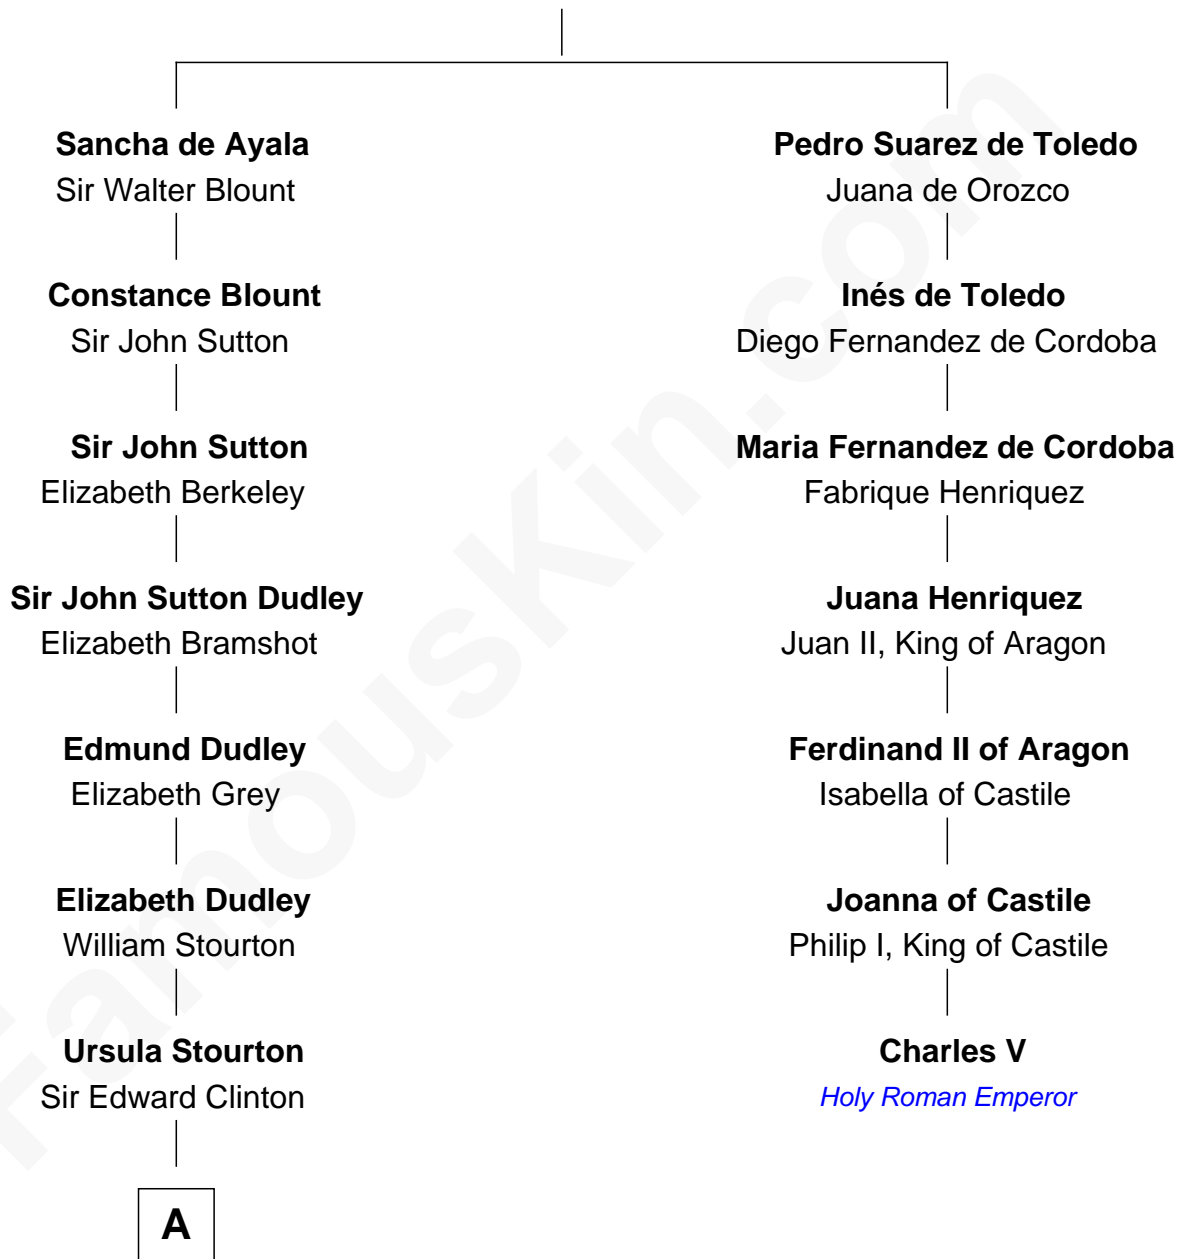 Sancha de Ayala
Sir Walter Blount
Constance Blount
Sir John Sutton
Sir John Sutton
Elizabeth Berkeley
Sir John Sutton Dudley
Elizabeth Bramshot
Edmund Dudley
Elizabeth Grey
Elizabeth Dudley
William Stourton
Ursula Stourton
Sir Edward Clinton
A
Pedro Suarez de Toledo
Juana de Orozco
Inés de Toledo
Diego Fernandez de Cordoba
Maria Fernandez de Cordoba
Fabrique Henriquez
Juana Henriquez
Juan II, King of Aragon
Ferdinand II of Aragon
Isabella of Castile
Joanna of Castile
Philip I, King of Castile
Charles V
Holy Roman Emperor
FamousKin.com